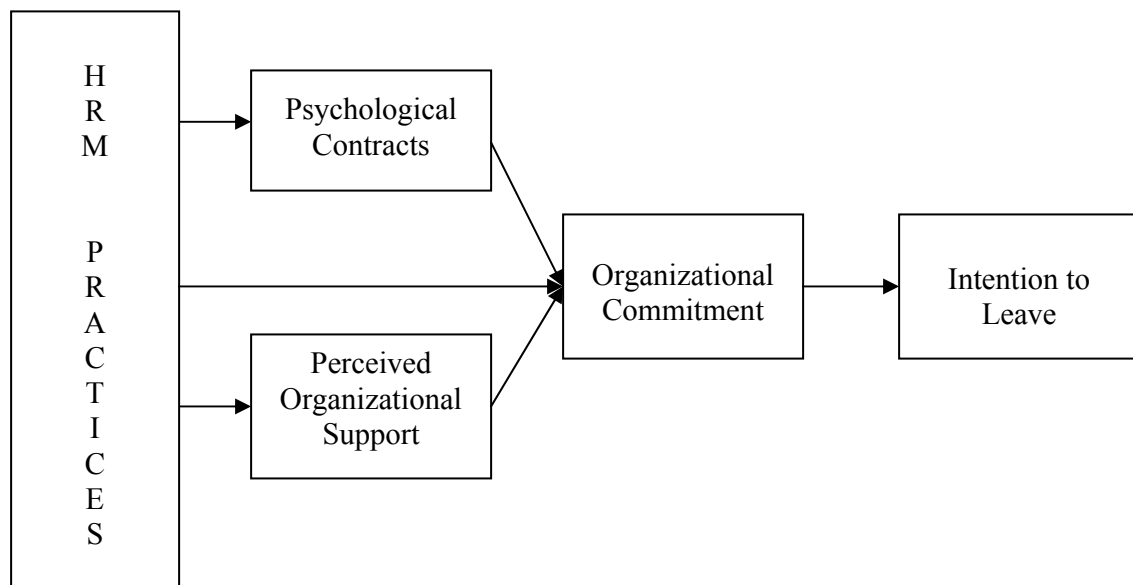 H
R
M
P
R
A
C
T
I
C
E
S
Psychological
Contracts
Perceived
Organizational
Support
Organizational
Commitment
Intention to
Leave